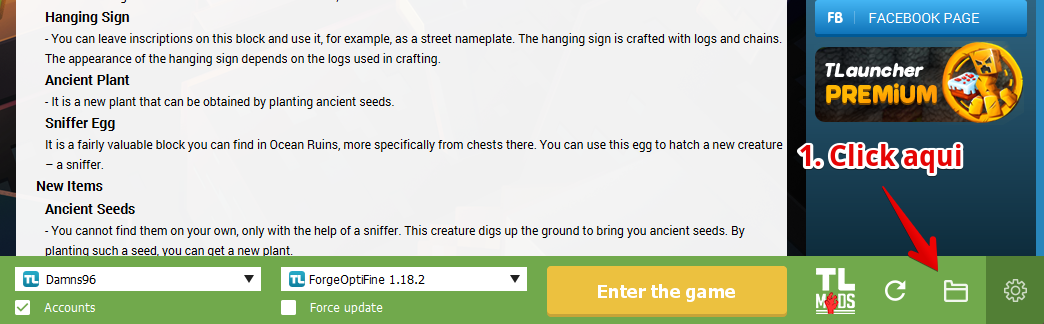 Hanging Sign
- You can leave inscriptions on this block and use it, for example, as a street nameplate. The hanging sign is crafted with logs and chains.
The appearance of the hanging sign depends on the logs used in crafting.
Ancient Plant
- It is a new plant that can be obtained by planting ancient seeds.
Sniffer Egg
It is a fairly valuable block you can find in Ocean Ruins, more specifically from chests there. You can use this egg to hatch a new creature
– a sniffer.
New Items
Ancient Seeds
- You cannot find them on your own, only with the help of a sniffer. This creature digs up the ground to bring you ancient seeds. By
planting such a seed, you can get a new plant.
FB FACEBOOK PAGE
TLauncher
PREMiUM
1. Click aqui
TL Damns96
Accounts
TL ForgeOptiFine 1.18.2
Force update
Enter the game
TL
MODS